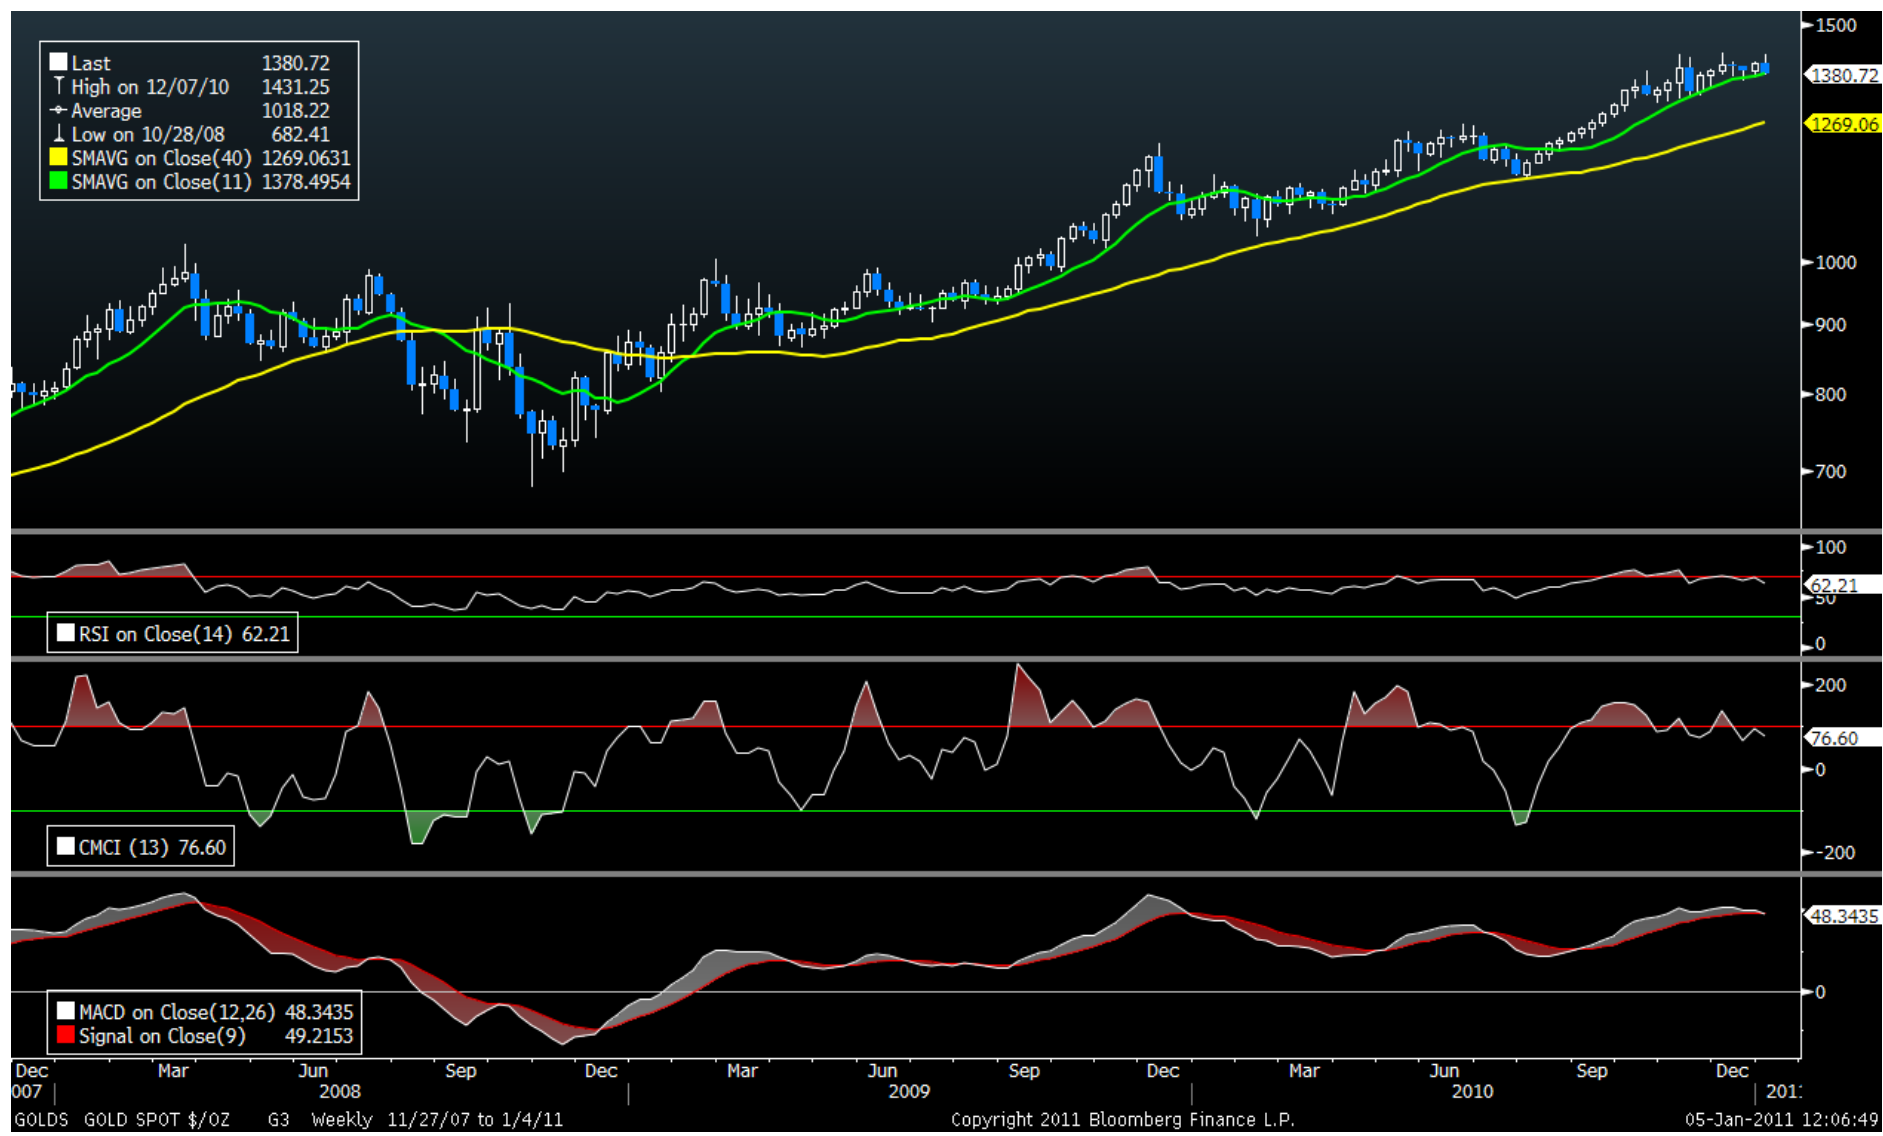 Last 1380.72
High on 12/07/10 1431.25
Average 1018.22
Low on 10/28/08 682.41
SMAVG on Close(40) 1269.0631
SMAVG on Close(11) 1378.4954
1500
1380.72
1269.06
1000
900
800
700
100
62.21
50
0
RSI on Close(14) 62.21
200
76.60
0
-200
CMCI (13) 76.60
48.3435
0
MACD on Close(12,26) 48.3435
Signal on Close(9) 49.2153
Dec Mar Jun Sep Dec Mar Jun Sep Dec Mar Jun Sep Dec
007 2008 2009 2010 2011
GOLDS GOLD SPOT $/OZ G3 Weekly 11/27/07 to 1/4/11 Copyright 2011 Bloomberg Finance L.P. 05-Jan-2011 12:06:49